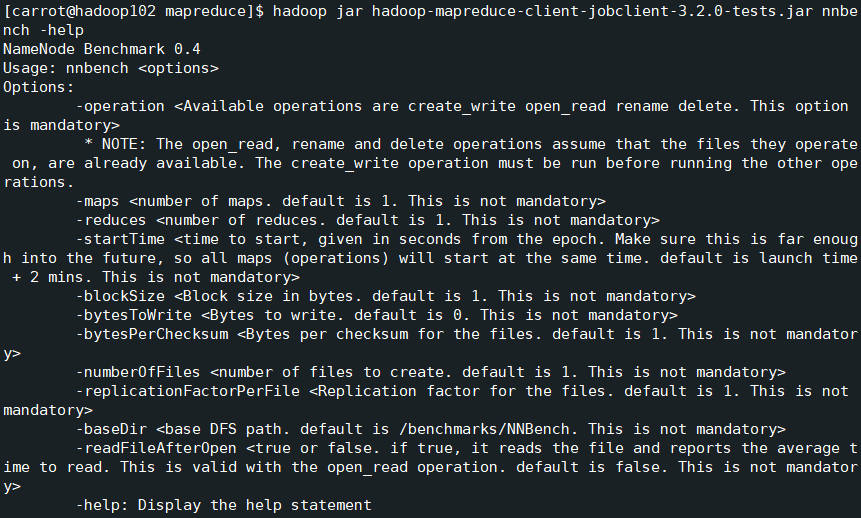 [carrot@hadoop102 mapreduce]$ hadoop jar hadoop-mapreduce-client-jobclient-3.2.0-tests.jar nnbe
nch -help
NameNode Benchmark 0.4
Usage: nnbench <options>
Options:
        -operation <Available operations are create_write open_read rename delete. This option
is mandatory>
         * NOTE: The open_read, rename and delete operations assume that the files they operate
 on, are already available. The create_write operation must be run before running the other ope
rations.
        -maps <number of maps. default is 1. This is not mandatory>
        -reduces <number of reduces. default is 1. This is not mandatory>
        -startTime <time to start, given in seconds from the epoch. Make sure this is far enoug
h into the future, so all maps (operations) will start at the same time. default is launch time
 + 2 mins. This is not mandatory>
        -blockSize <Block size in bytes. default is 1. This is not mandatory>
        -bytesToWrite <Bytes to write. default is 0. This is not mandatory>
        -bytesPerChecksum <Bytes per checksum for the files. default is 1. This is not mandator
y>
        -numberOfFiles <number of files to create. default is 1. This is not mandatory>
        -replicationFactorPerFile <Replication factor for the files. default is 1. This is not
mandatory>
        -baseDir <base DFS path. default is /benchmarks/NNBench. This is not mandatory>
        -readFileAfterOpen <true or false. if true, it reads the file and reports the average t
ime to read. This is valid with the open_read operation. default is false. This is not mandator
y>
        -help: Display the help statement